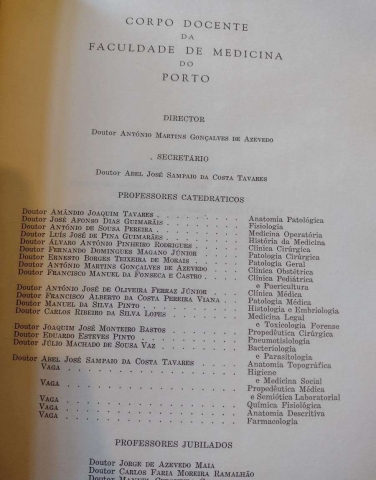 CORPO DOCENTE
DA
FACULDADE DE MEDICINA
DO
PORTO
DIRECTOR
Doutor António Martins Gonçalves de Azevedo
SECRETÁRIO
Doutor Abel José Sampaio da Costa Tavares
PROFESSORES CATEDRÁTICOS
Doutor Amândio Joaquim Tavares . . . . . . . . Anatomia Patológica
Doutor José Afonso Dias Guimarãis . . . . . . . Fisiologia
Doutor António de Sousa Pereira . . . . . . . . Medicina Operatória
Doutor Luís José de Pina Guimarães . . . . . . . História da Medicina
Doutor Álvaro António Pinheiro Rodrigues . . . . . Clínica Cirúrgica
Doutor Fernando Domingues Magano Júnior . . . . . Patologia Cirúrgica
Doutor Ernesto Borges Teixeira de Morais . . . . . Patologia Geral
Doutor António Martins Gonçalves de Azevedo . . . . Clínica Obstétrica
Doutor Francisco Manuel da Fonseca e Castro . . . . Clínica Pediátrica
e Puericultura
Doutor António José de Oliveira Ferraz Júnior . . . . Clínica Médica
Doutor Francisco Alberto da Costa Pereira Viana . . . Patologia Médica
Doutor Manuel da Silva Pinto . . . . . . . . . Histologia e Embriologia
Doutor Carlos Ribeiro da Silva Lopes . . . . . . . Medicina Legal
e Toxicologia Forense
Doutor Joaquim José Monteiro Bastos . . . . . . . Propedêutica Cirúrgica
Doutor Eduardo Esteves Pinto . . . . . . . . . Pneumotisiologia
Doutor Júlio Machado de Sousa Vaz . . . . . . . Bacteriologia
e Parasitologia
Doutor Abel José Sampaio da Costa Tavares . . . . Anatomia Topográfica
Vaga . . . . . . . . . . . . . . Higiene
e Medicina Social
Vaga . . . . . . . . . . . . . . Propedêutica Médica
e Semiótica Laboratorial
Vaga . . . . . . . . . . . . . . Química Fisiológica
Vaga . . . . . . . . . . . . . . Anatomia Descritiva
Vaga . . . . . . . . . . . . . . Farmacologia
PROFESSORES JUBILADOS
Doutor Jorge de Azevedo Maia
Doutor Carlos Faria Moreira Ramalhão
Doutor Manuel